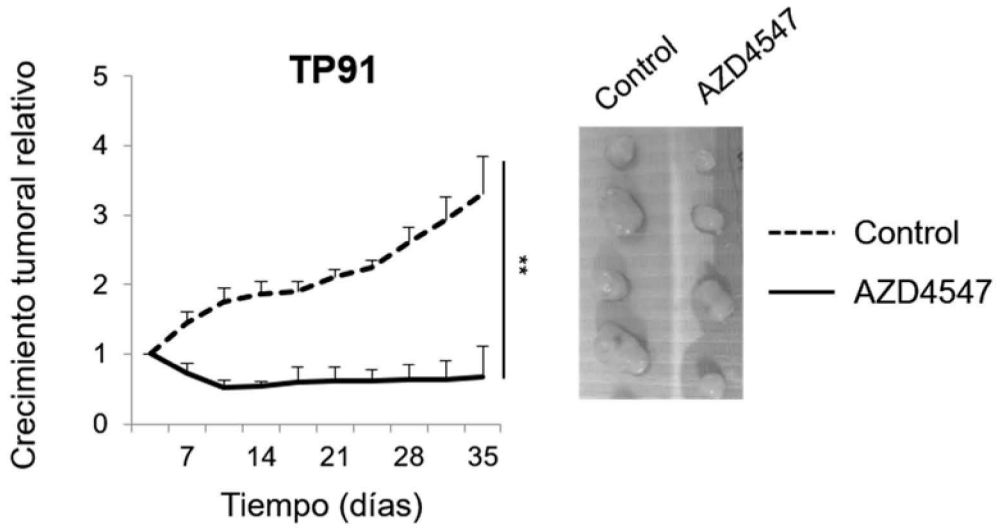 TP91
Crecimiento tumoral relativo
5
4
3
2
1
0
7 14 21 28 35
Tiempo (días)
**
Control
AZD4547
Control
AZD4547